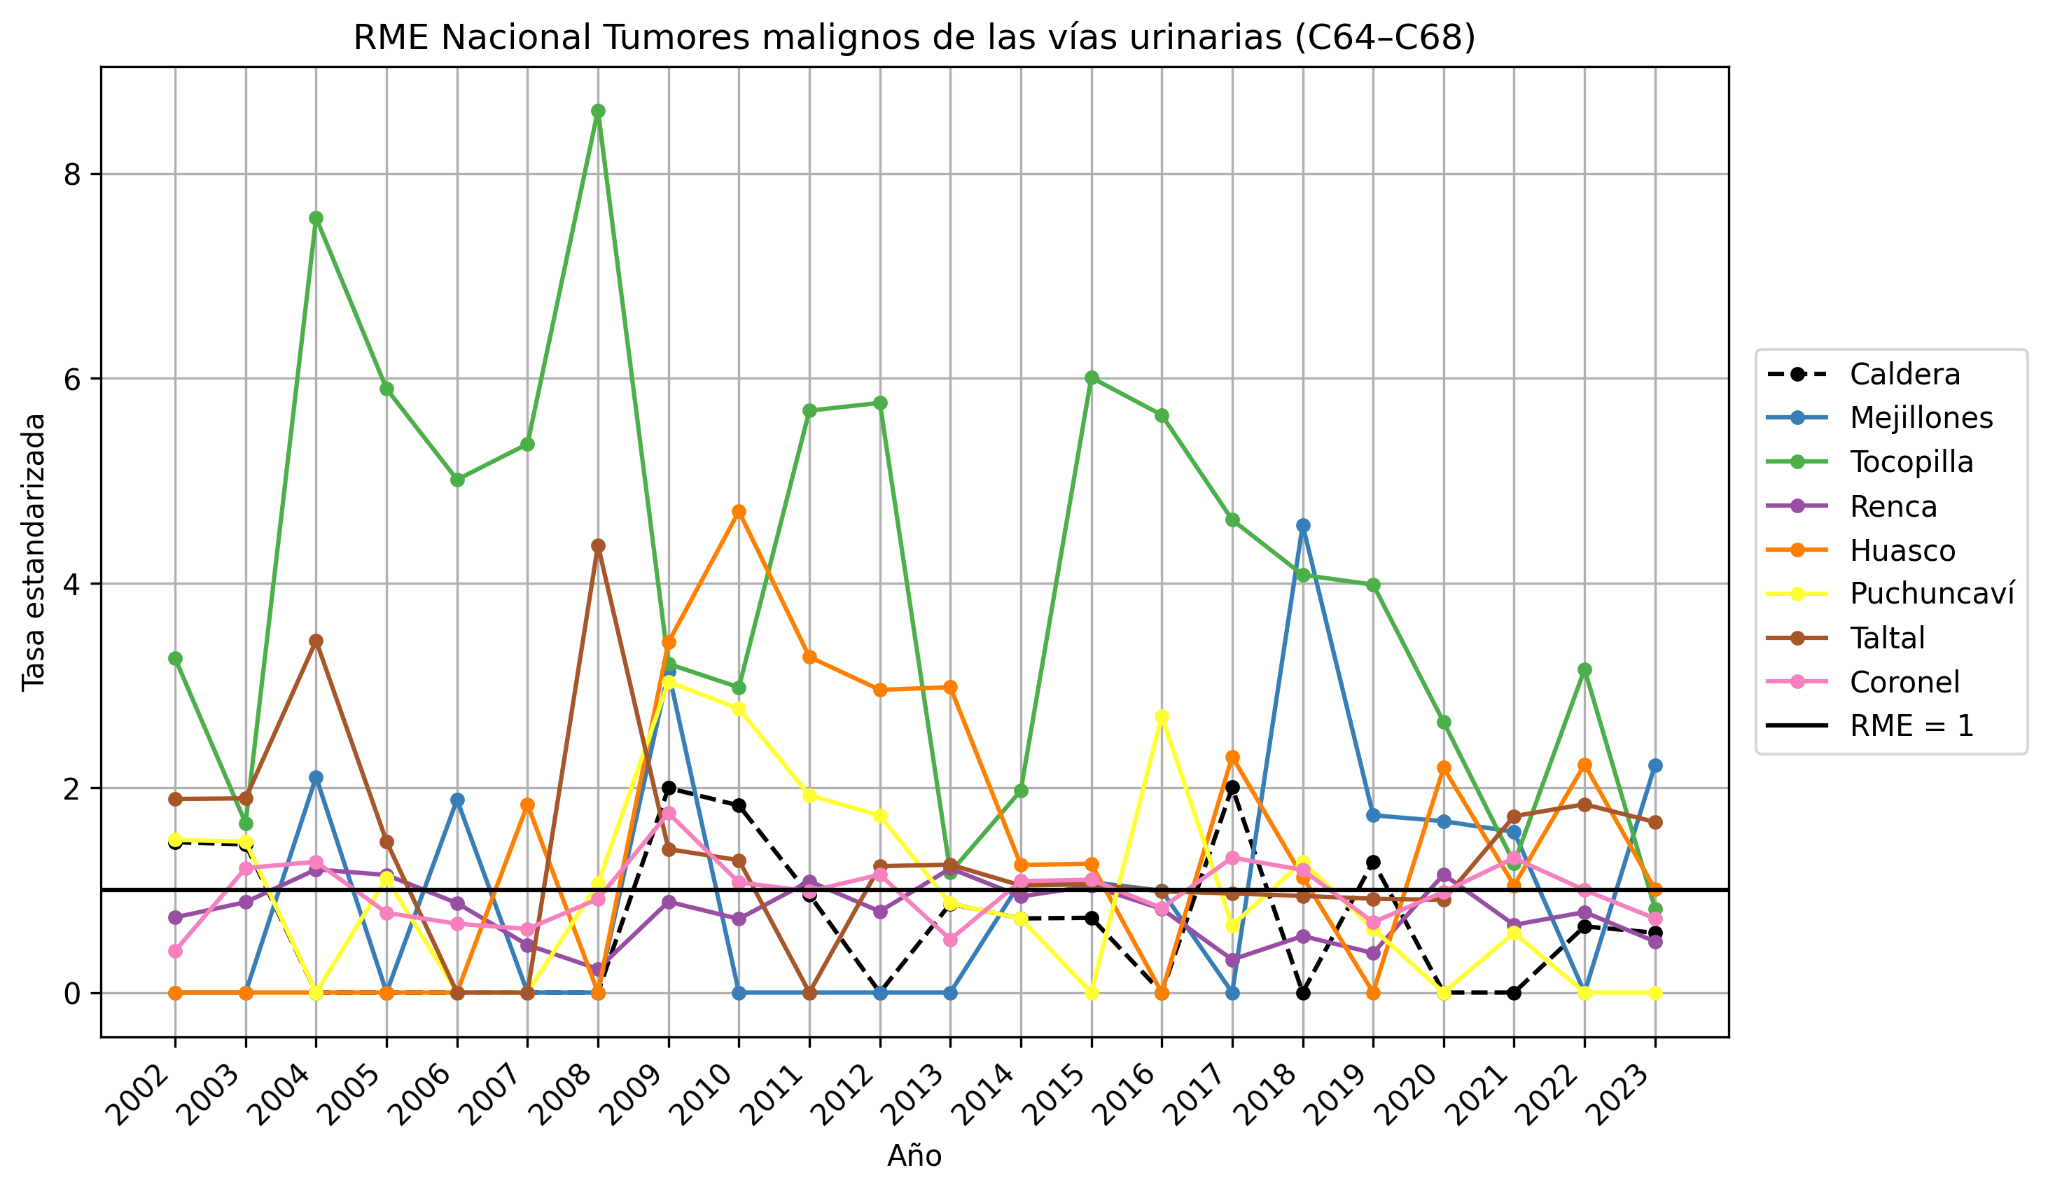 RME Nacional Tumores malignos de las vías urinarias (C64–C68)
Tasa estandarizada
8
6
4
2
0
2002
2003
2004
2005
2006
2007
2008
2009
2010
2011
2012
2013
2014
2015
2016
2017
2018
2019
2020
2021
2022
2023
Año
Caldera
Mejillones
Tocopilla
Renca
Huasco
Puchuncaví
Taltal
Coronel
RME = 1